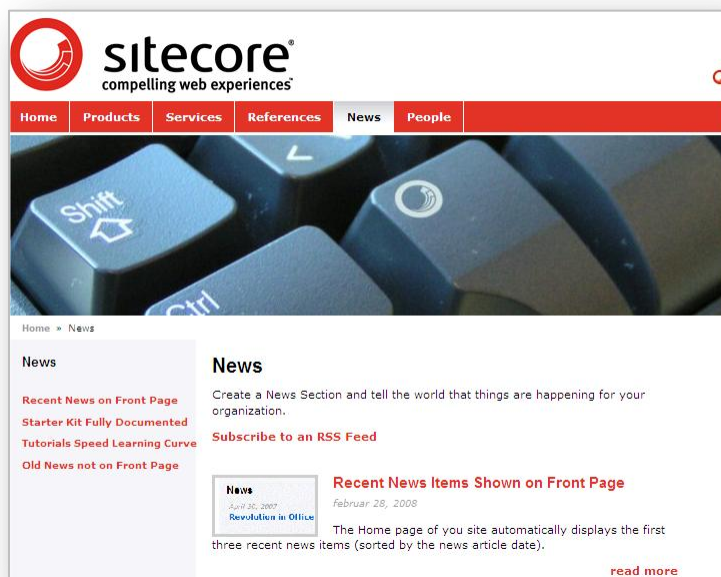 sitecore®
compelling web experiences™
Home Products Services References News People
Shift
Ctrl
Home » News
News
Recent News on Front Page
Starter Kit Fully Documented
Tutorials Speed Learning Curve
Old News not on Front Page
News
Create a News Section and tell the world that things are happening for your
organization.
Subscribe to an RSS Feed
News
April 30, 2007
Revolution in Office
Recent News Items Shown on Front Page
februar 28, 2008
The Home page of you site automatically displays the first
three recent news items (sorted by the news article date).
read more